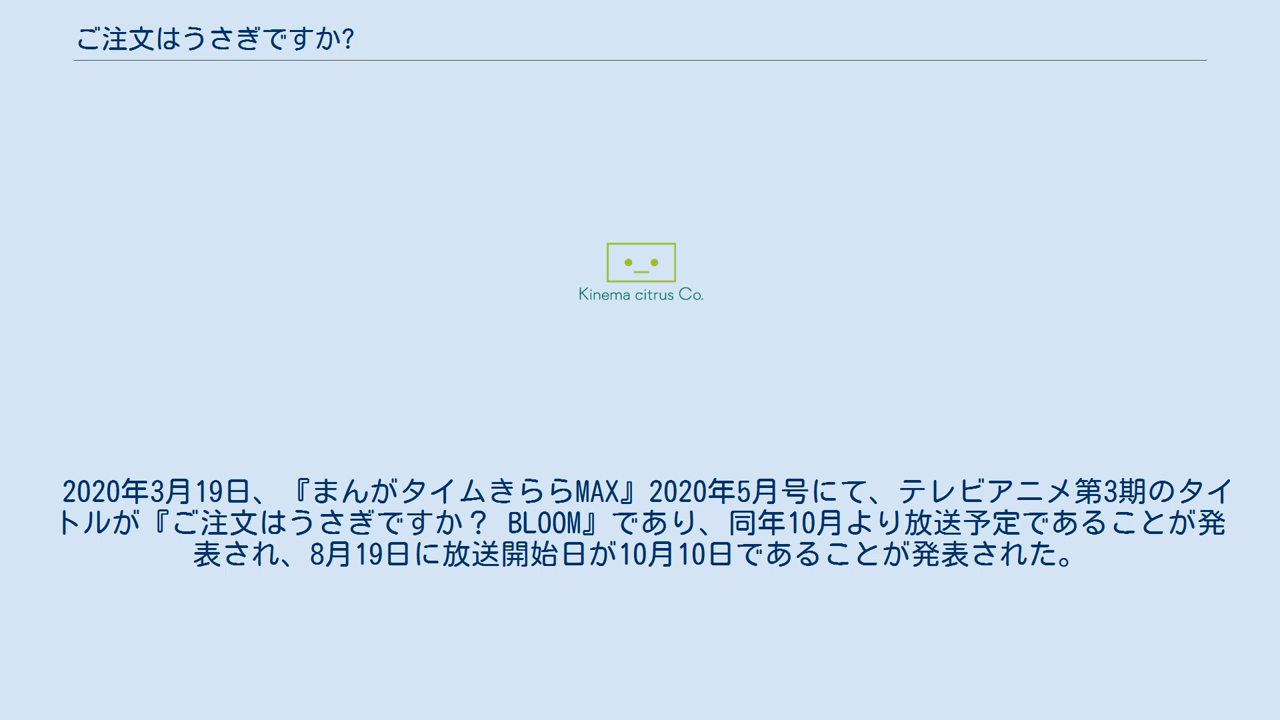 ご注文はうさぎですか?
Kinema citrus Co.
2020年3月19日、『まんがタイムきららMAX』2020年5月号にて、テレビアニメ第3期のタイ
トルが『ご注文はうさぎですか？ BLOOM』であり、同年10月より放送予定であることが発
表され、8月19日に放送開始日が10月10日であることが発表された。